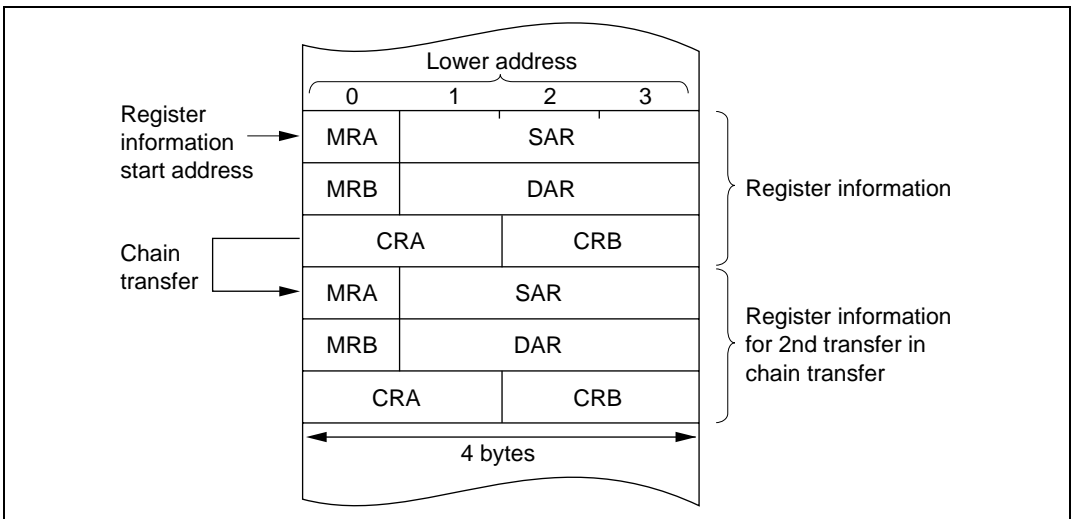 Lower address
0 1 2 3
Register
information
start address
MRA SAR
MRB DAR
Register information
CRA CRB
Chain
transfer
MRA SAR
MRB DAR
Register information
for 2nd transfer in
chain transfer
CRA CRB
4 bytes